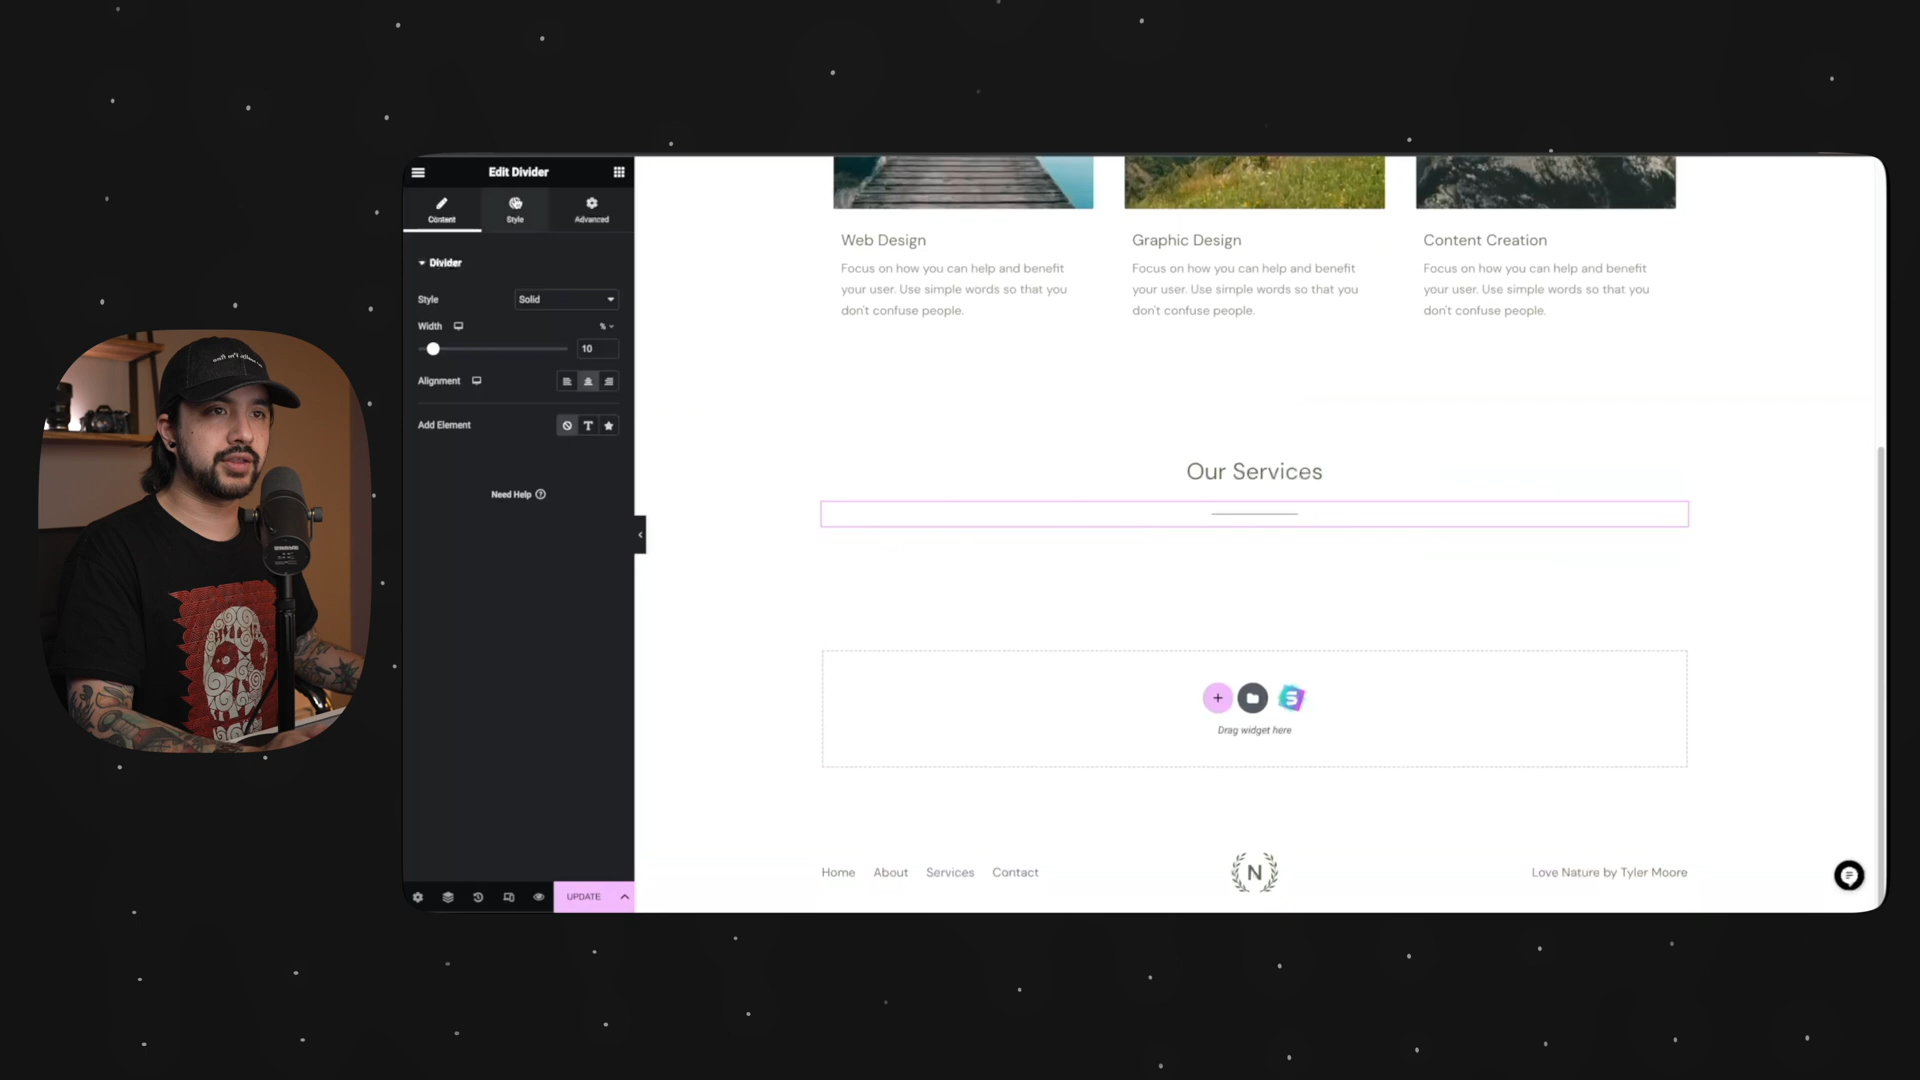 Edit Divider
Content
Style
Advanced
Divider
Style
Solid
Width
%
10
Alignment
Add Element
T
Need Help
UPDATE
Web Design
Graphic Design
Content Creation
Focus on how you can help and benefit
your user. Use simple words so that you
don't confuse people.
Focus on how you can help and benefit
your user. Use simple words so that you
don't confuse people.
Focus on how you can help and benefit
your user. Use simple words so that you
don't confuse people.
Our Services
S
Drag widget here
Home
About
Services
Contact
N
Love Nature by Tyler Moore